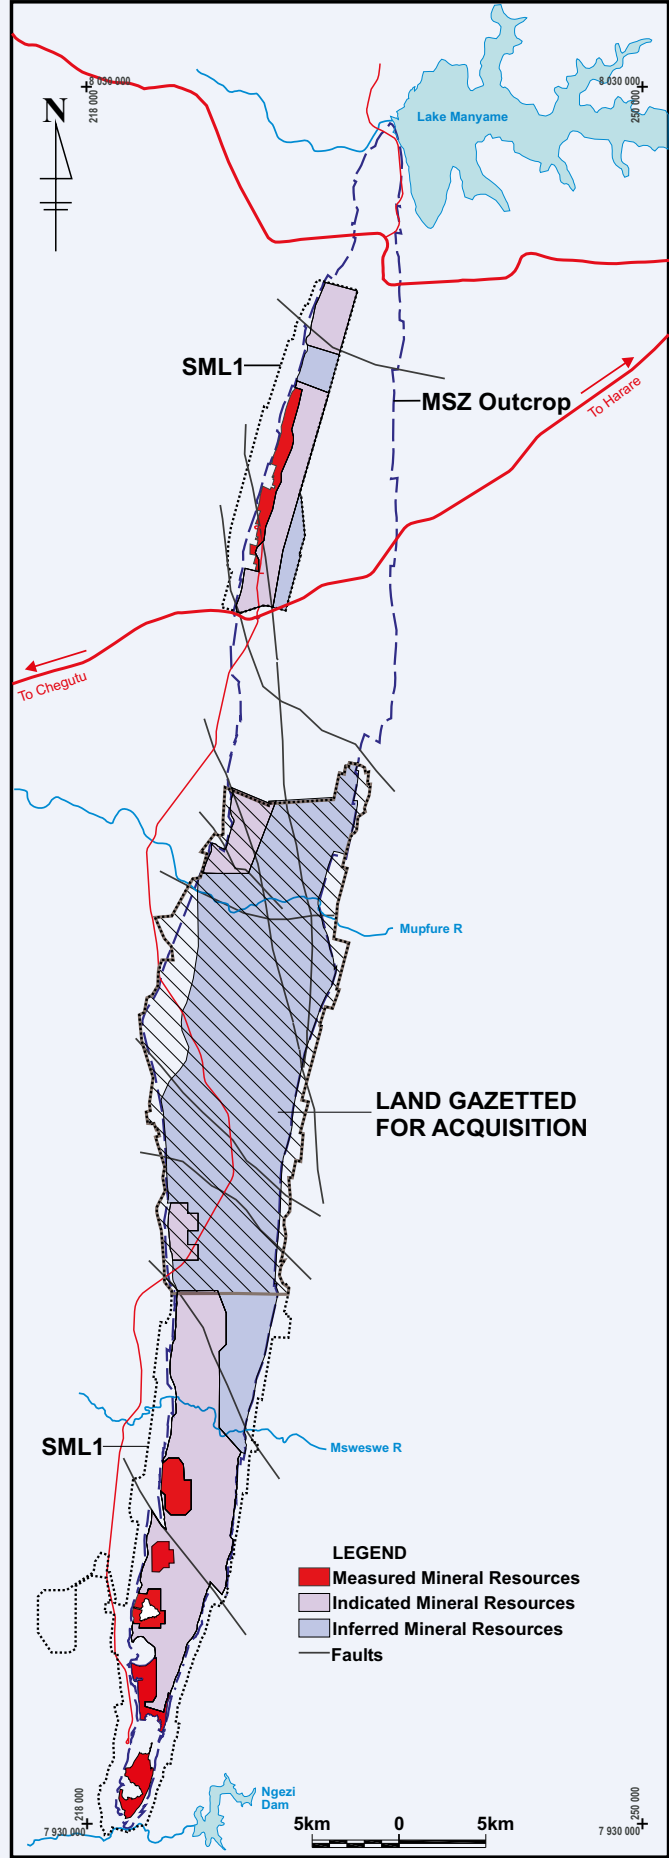 8 030 000
218 000
8 030 000
250 000
N
Lake Manyame
SML1
MSZ Outcrop
To Harare
To Chegutu
Mupfure R
LAND GAZETTED
FOR ACQUISITION
SML1
Msweswe R
LEGEND
Measured Mineral Resources
Indicated Mineral Resources
Inferred Mineral Resources
Faults
Ngezi
Dam
218 000
7 930 000
5km 0 5km
250 000
7 930 000